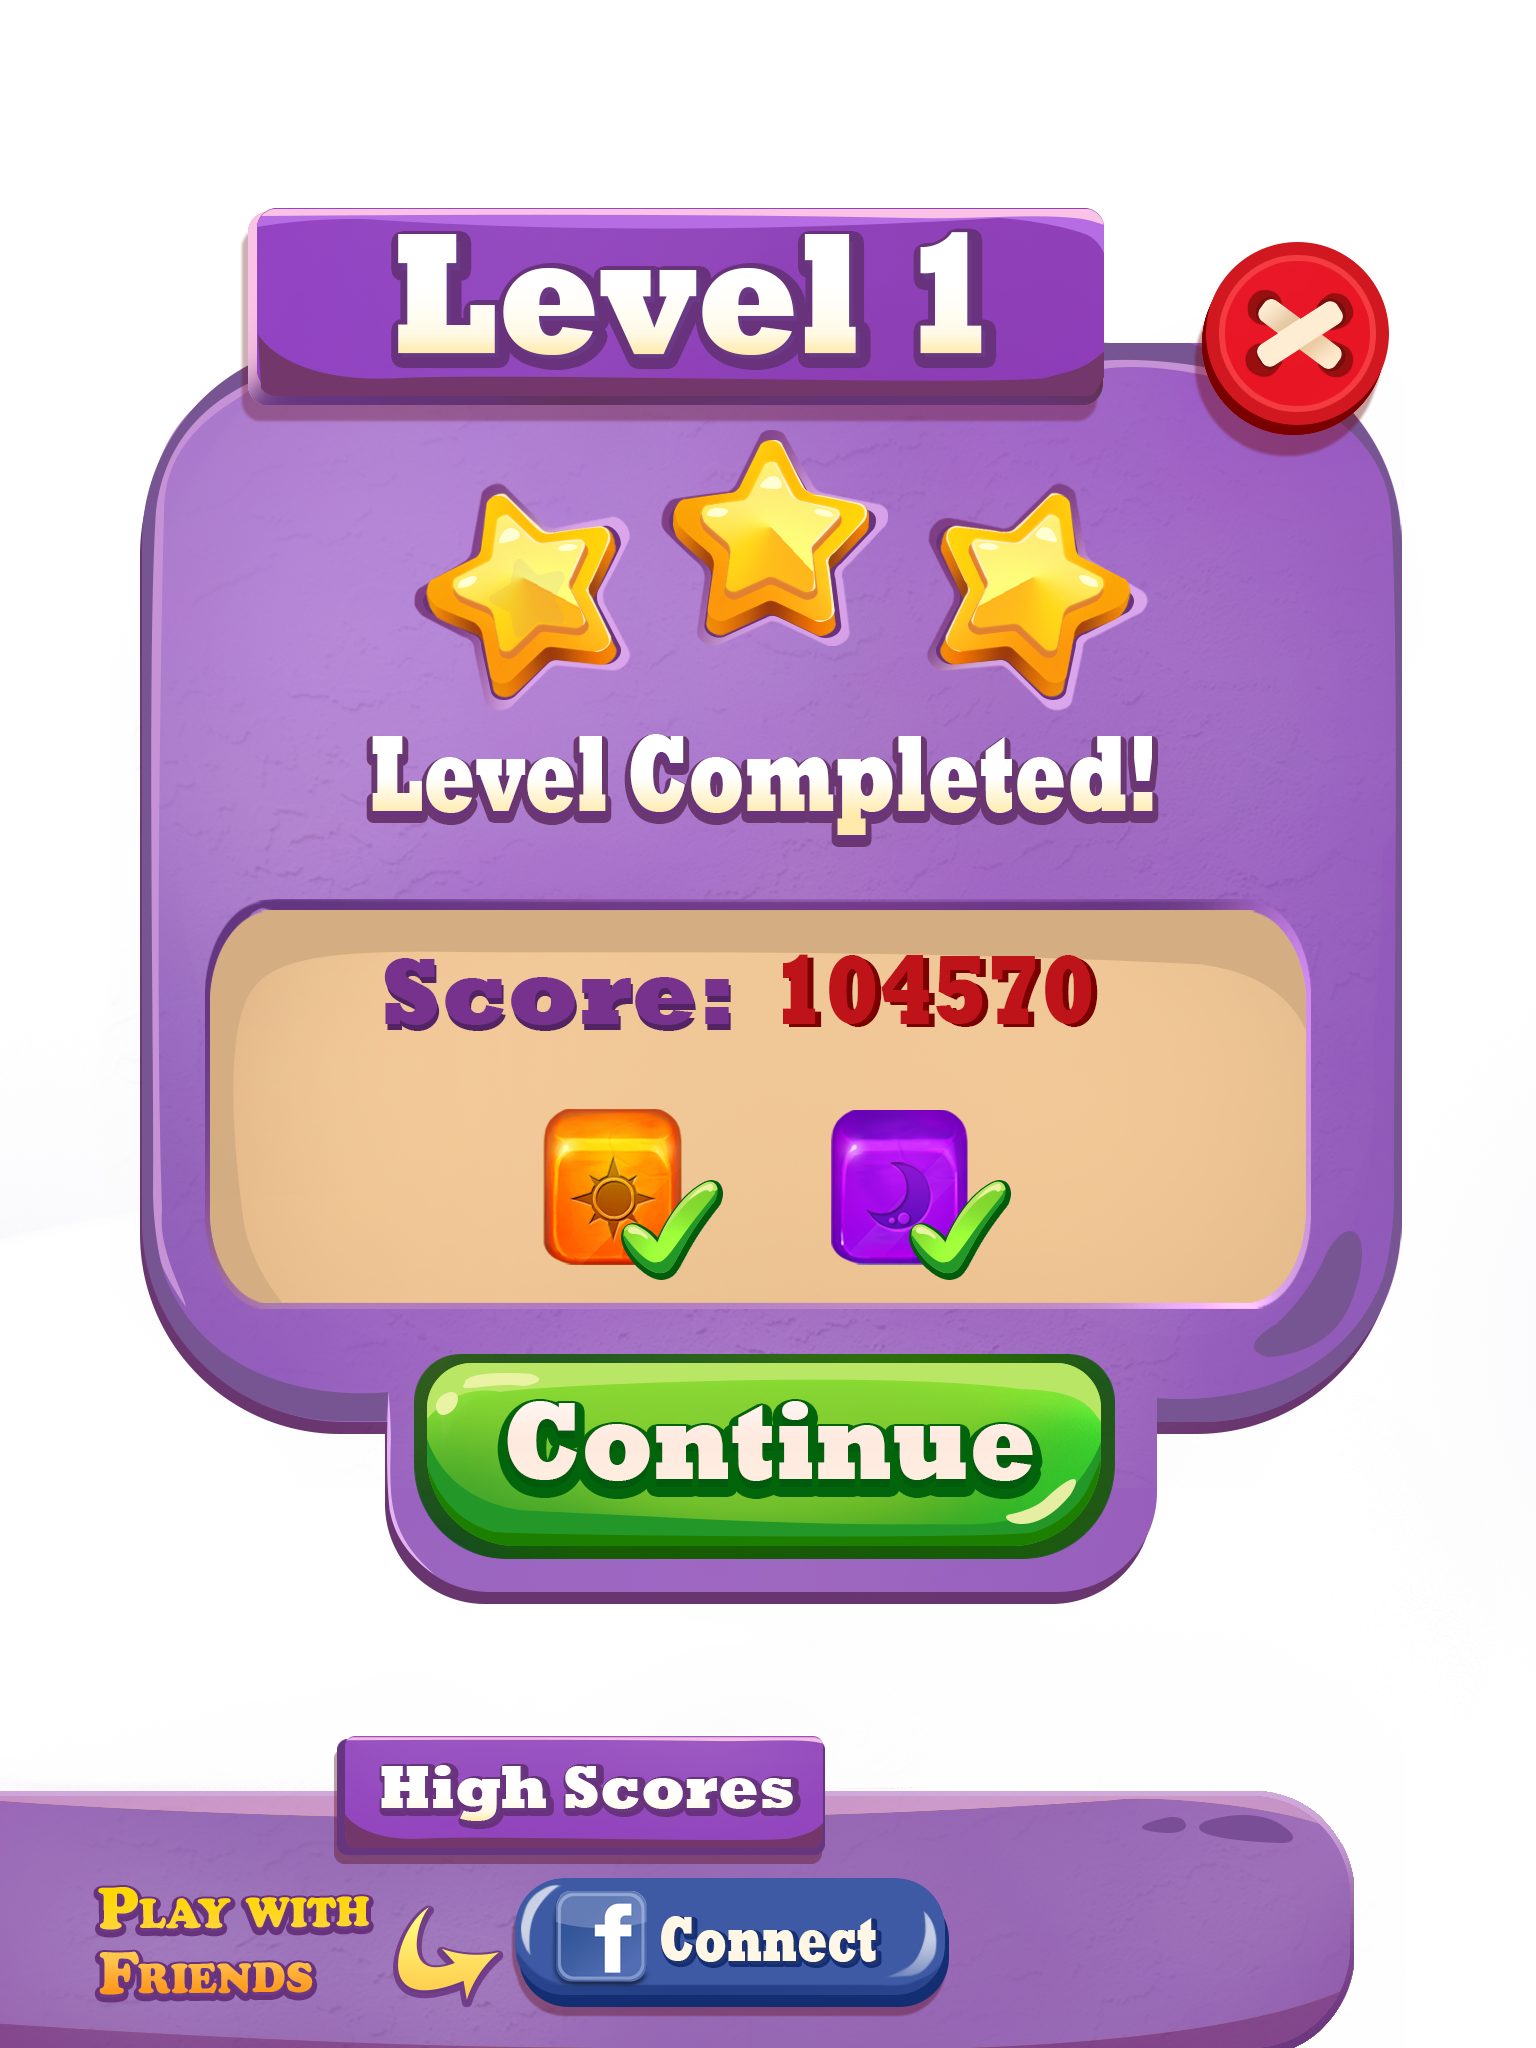 Level 1
Level Completed!
Score: 104570
Continue
High Scores
Play with
Friends
f Connect